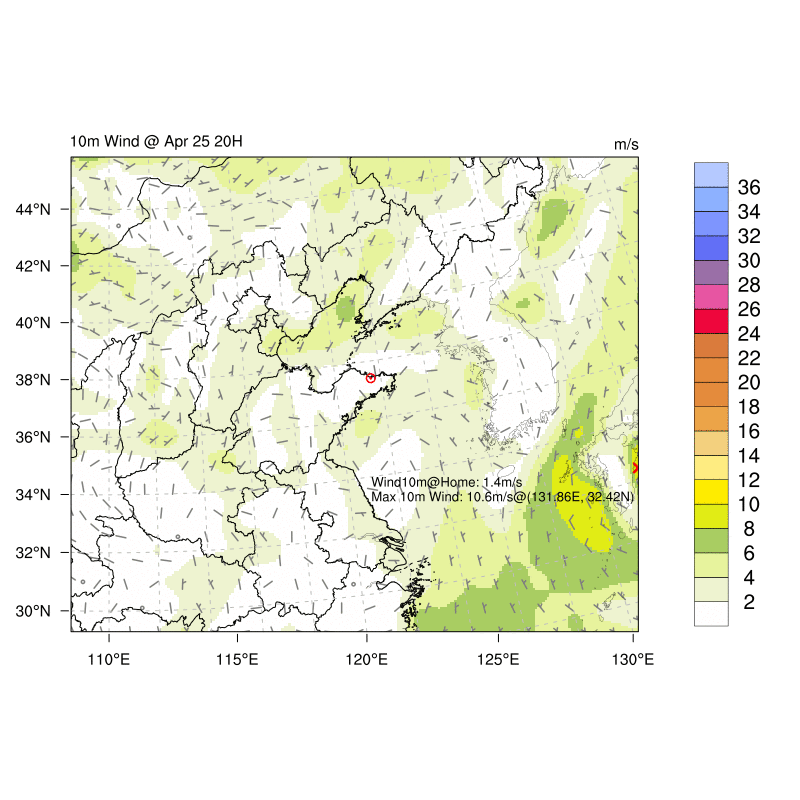 10m Wind @ Apr 25 20H
m/s
44°N
42°N
40°N
38°N
36°N
34°N
32°N
30°N
110°E
115°E
120°E
125°E
130°E
Wind10m@Home: 1.4m/s
Max 10m Wind: 10.6m/s@(131.86E, 32.42N)
36
34
32
30
28
26
24
22
20
18
16
14
12
10
8
6
4
2